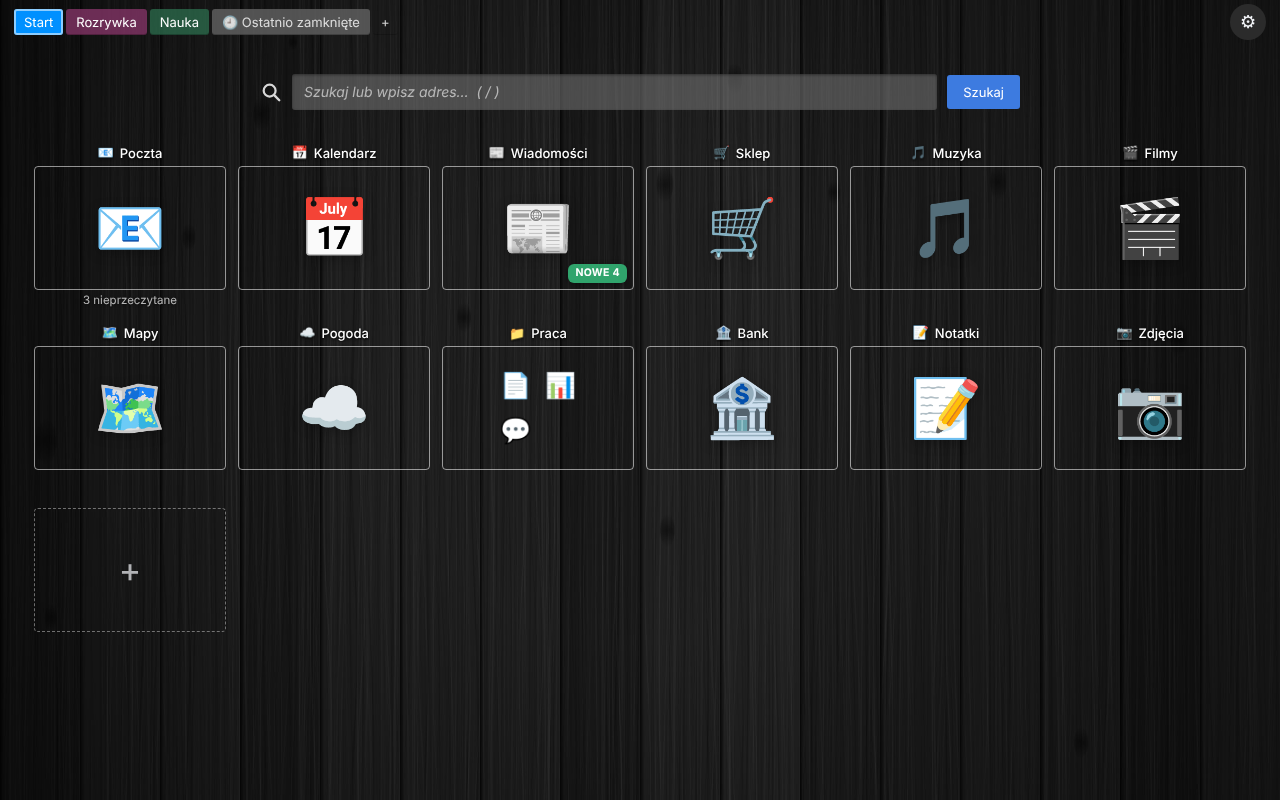 Start Rozrywka Nauka Ostatnio zamknięte +
Szukaj lub wpisz adres... ( / ) Szukaj
Poczta Kalendarz Wiadomości Sklep Muzyka Filmy
E July 17
NOWE 4
3 nieprzeczytane
Mapy Pogoda Praca Bank Notatki Zdjęcia
$
+